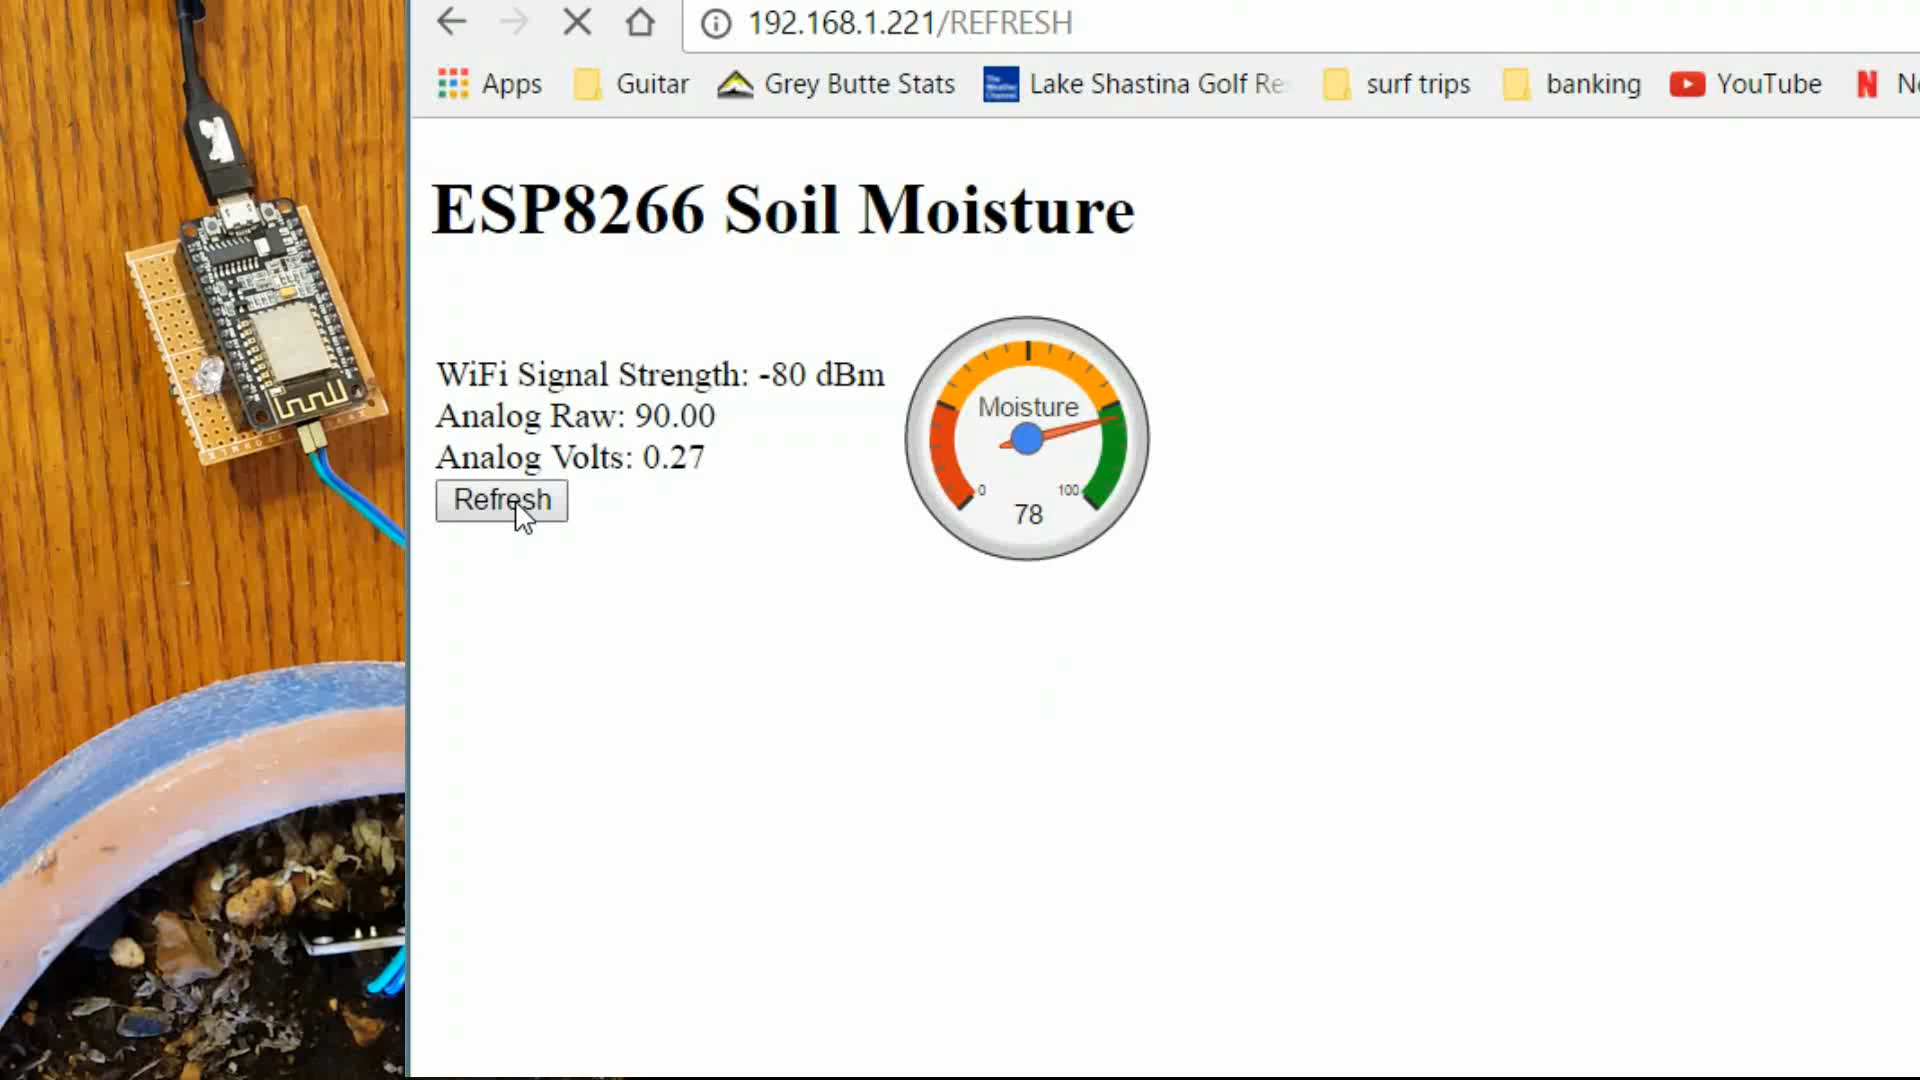 192.168.1.221/REFRESH
Apps Guitar Grey Butte Stats Lake Shastina Golf Re surf trips banking YouTube
ESP8266 Soil Moisture
WiFi Signal Strength: -80 dBm
Analog Raw: 90.00
Analog Volts: 0.27
Refresh
Moisture
0 100
78